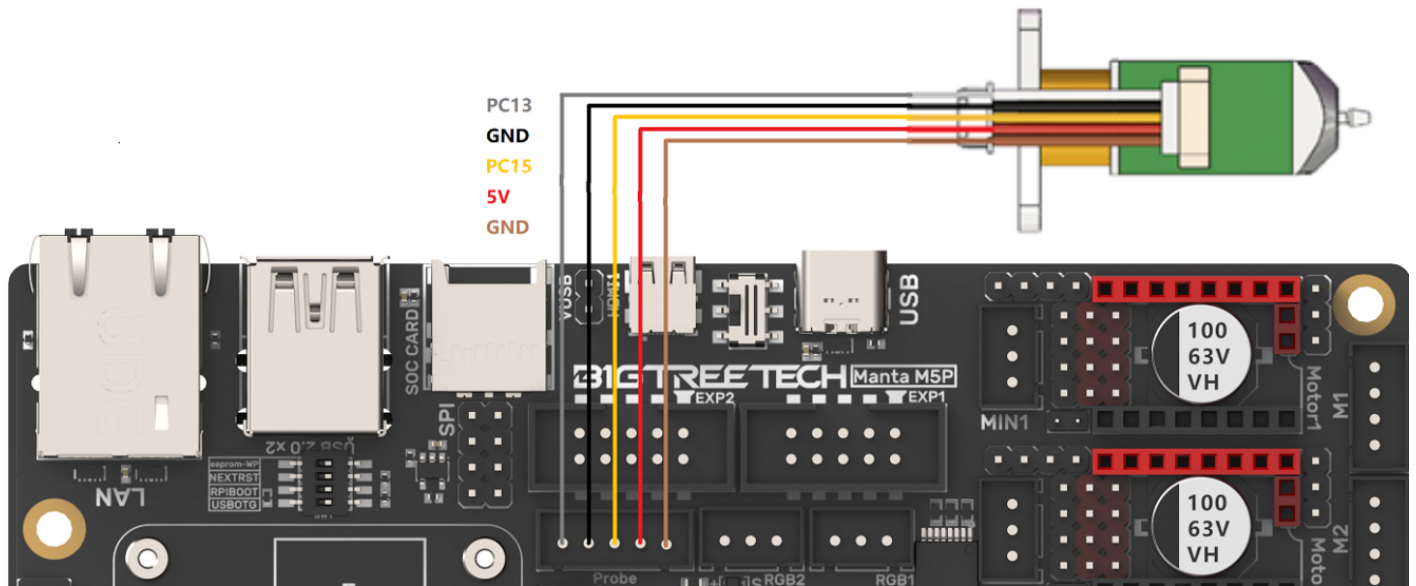 PC13
GND
PC15
5V
GND
UDE
LAN
USB 2.0 x2
eeprom-WP
NEXTRST
RPIBOOT
USBOTG
SOC CARD
SPI
VUSB
USB
BIGTREETECH Manta M5P
EXP2
EXP1
MIN1
100
63V
VH
Motor1
M1
100
63V
VH
Moto
M2
Probe
RGB2
RGB1